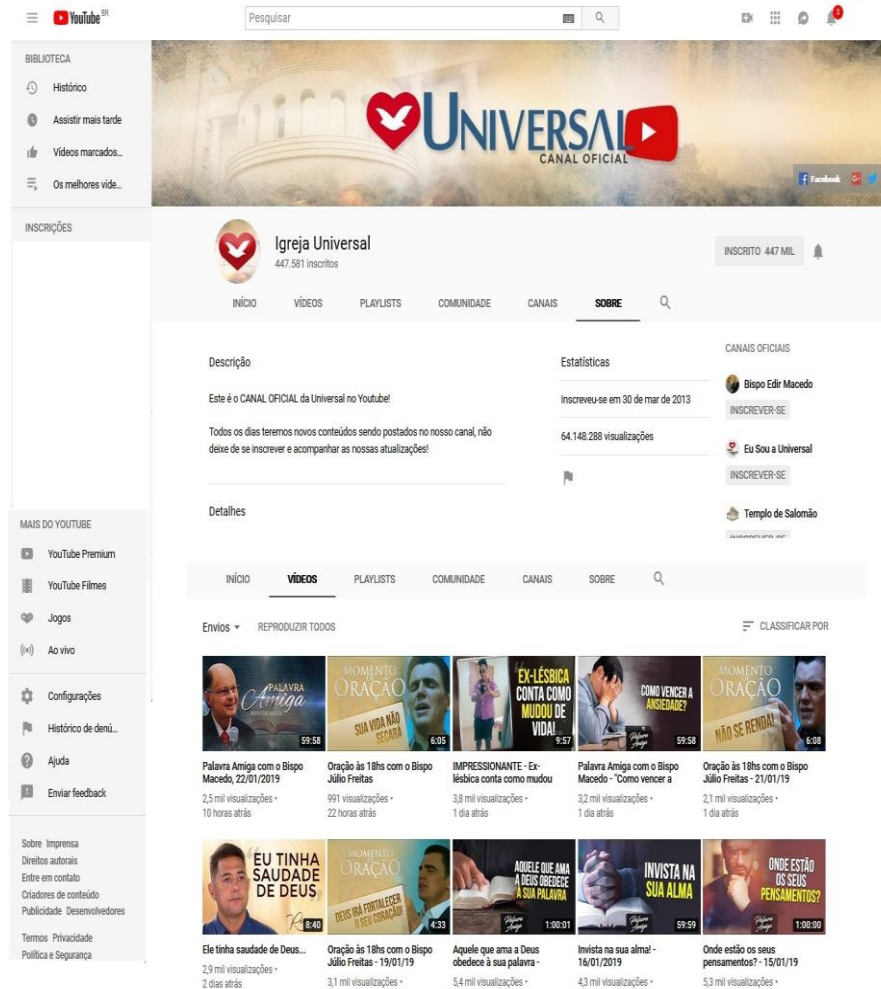 YouTube BR
Pesquisar
3
BIBLIOTECA
Histórico
Assistir mais tarde
Vídeos marcados...
Os melhores víde...
INSCRIÇÕES
UNIVERSAL
CANAL OFICIAL
Facebook G+
Igreja Universal
447.581 inscritos
INSCRITO 447 MIL
INÍCIO VÍDEOS PLAYLISTS COMUNIDADE CANAIS SOBRE
Descrição
Este é o CANAL OFICIAL da Universal no Youtube!
Todos os dias teremos novos conteúdos sendo postados no nosso canal, não
deixe de se inscrever e acompanhar as nossas atualizações!
Detalhes
Estatísticas
Inscreveu-se em 30 de mar de 2013
64.148.288 visualizações
CANAIS OFICIAIS
Bispo Edir Macedo
INSCREVER-SE
Eu Sou a Universal
INSCREVER-SE
Templo de Salomão
INSCREVER-SE
MAIS DO YOUTUBE
YouTube Premium
YouTube Filmes
Jogos
Ao vivo
Configurações
Histórico de denú...
Ajuda
Enviar feedback
Sobre Imprensa
Direitos autorais
Entre em contato
Criadores de conteúdo
Publicidade Desenvolvedores
Termos Privacidade
Política e Segurança
INÍCIO VÍDEOS PLAYLISTS COMUNIDADE CANAIS SOBRE
Envios REPRODUZIR TODOS CLASSIFICAR POR
PALAVRA
Amiga
59:58
Palavra Amiga com o Bispo
Macedo, 22/01/2019
2,5 mil visualizações •
10 horas atrás
MOMENTO
ORAÇÃO
SUA VIDA NÃO
SECARÁ
6:05
Oração às 18hs com o Bispo
Júlio Freitas
991 visualizações •
22 horas atrás
EX-LÉSBICA
CONTA COMO
MUDOU DE
VIDA!
9:57
IMPRESSIONANTE - Ex-
lésbica conta como mudou
3,8 mil visualizações •
1 dia atrás
COMO VENCER A
ANSIEDADE?
Palavra Amiga
59:58
Palavra Amiga com o Bispo
Macedo - "Como vencer a
3,2 mil visualizações •
1 dia atrás
MOMENTO
ORAÇÃO
NÃO SE RENDA!
6:08
Oração às 18hs com o Bispo
Júlio Freitas - 21/01/19
2,1 mil visualizações •
1 dia atrás
"EU TINHA
SAUDADE
DE DEUS"
8:40
Ele tinha saudade de Deus...
2,9 mil visualizações •
2 dias atrás
MOMENTO
ORAÇÃO
DEUS IRÁ FORTALECER
O SEU CORAÇÃO!
4:33
Oração às 18hs com o Bispo
Júlio Freitas - 19/01/19
3,1 mil visualizações •
AQUELE QUE AMA
A DEUS OBEDECE
À SUA PALAVRA
Palavra Amiga
1:00:01
Aquele que ama a Deus
obedece à sua palavra -
5,4 mil visualizações •
INVISTA NA
SUA ALMA
Palavra Amiga
59:59
Invista na sua alma! -
16/01/2019
4,3 mil visualizações •
ONDE ESTÃO
OS SEUS
PENSAMENTOS?
Palavra Amiga
1:00:00
Onde estão os seus
pensamentos? - 15/01/19
5,3 mil visualizações •